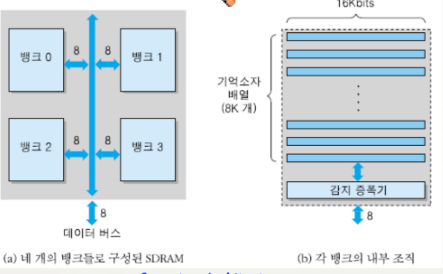 16Kbits
뱅크 0
8
8
뱅크 1
기억소자
배열
(8K 개)
뱅크 2
8
8
뱅크 3
감지 증폭기
8
데이터 버스
8
(a) 네 개의 뱅크들로 구성된 SDRAM
(b) 각 뱅크의 내부 조직